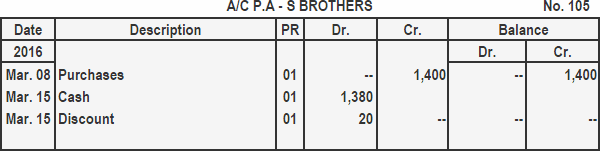 A/C P.A - S BROTHERS No. 105
Date Description PR Dr. Cr. Balance
2016 Dr. Cr.
Mar. 08 Purchases 01 -- 1,400 -- 1,400
Mar. 15 Cash 01 1,380
Mar. 15 Discount 01 20 -- -- --